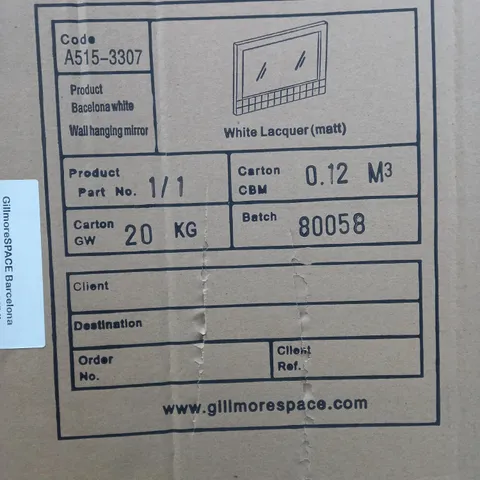 Code
A515-3307
Product
Bacelona white
Wall hanging mirror
White Lacquer (matt)
Product
Part No. 1/1
Carton
CBM 0.12 M3
Carton
GW 20 KG
Batch 80058
Client
Destination
Order
No.
Client
Ref.
www.gillmorespace.com
GillmoreSPACE Barcelona